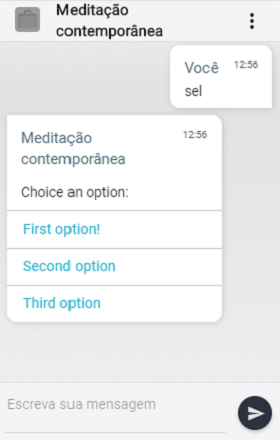 Meditação
contemporânea
Você 12:56
sel
Meditação 12:56
contemporânea
Choice an option:
First option!
Second option
Third option
Escreva sua mensagem